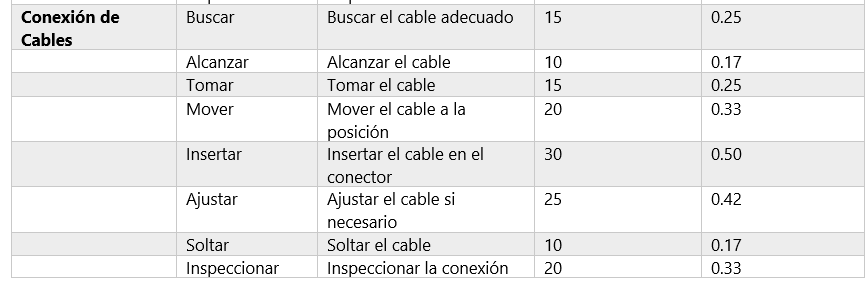 Conexión de Cables Buscar Buscar el cable adecuado 15 0.25
Alcanzar Alcanzar el cable 10 0.17
Tomar Tomar el cable 15 0.25
Mover Mover el cable a la posición 20 0.33
Insertar Insertar el cable en el conector 30 0.50
Ajustar Ajustar el cable si necesario 25 0.42
Soltar Soltar el cable 10 0.17
Inspeccionar Inspeccionar la conexión 20 0.33